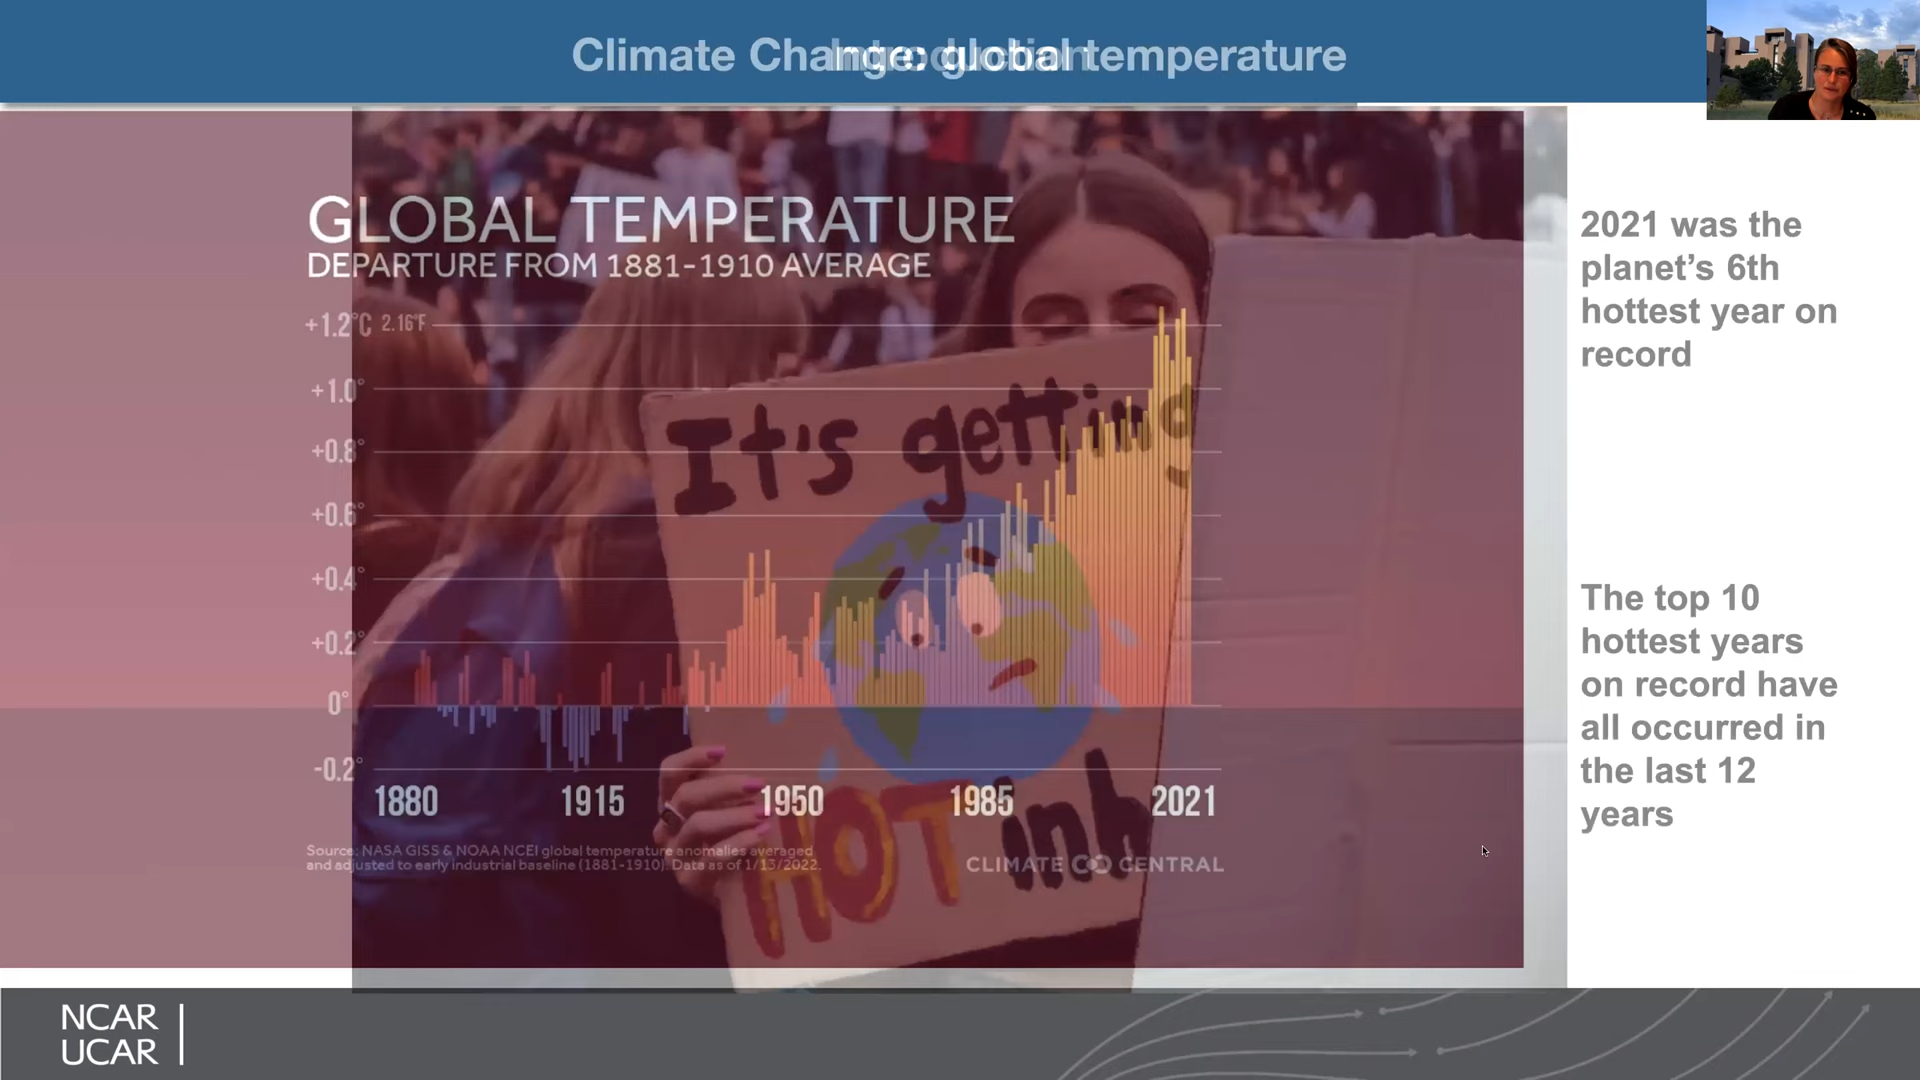 Climate Change: global temperature
GLOBAL TEMPERATURE
DEPARTURE FROM 1881-1910 AVERAGE
+1.2°C 2.16°F
+1.0°
+0.8°
+0.6°
+0.4°
+0.2°
0°
-0.2°
1880 1915 1950 1985 2021
Source: NASA GISS & NOAA NCEI global temperature anomalies averaged
and adjusted to early industrial baseline (1881-1910). Data as of 1/13/2022.
CLIMATE CENTRAL
It's getting
HOT inh
2021 was the
planet's 6th
hottest year on
record
The top 10
hottest years
on record have
all occurred in
the last 12
years
NCAR
UCAR